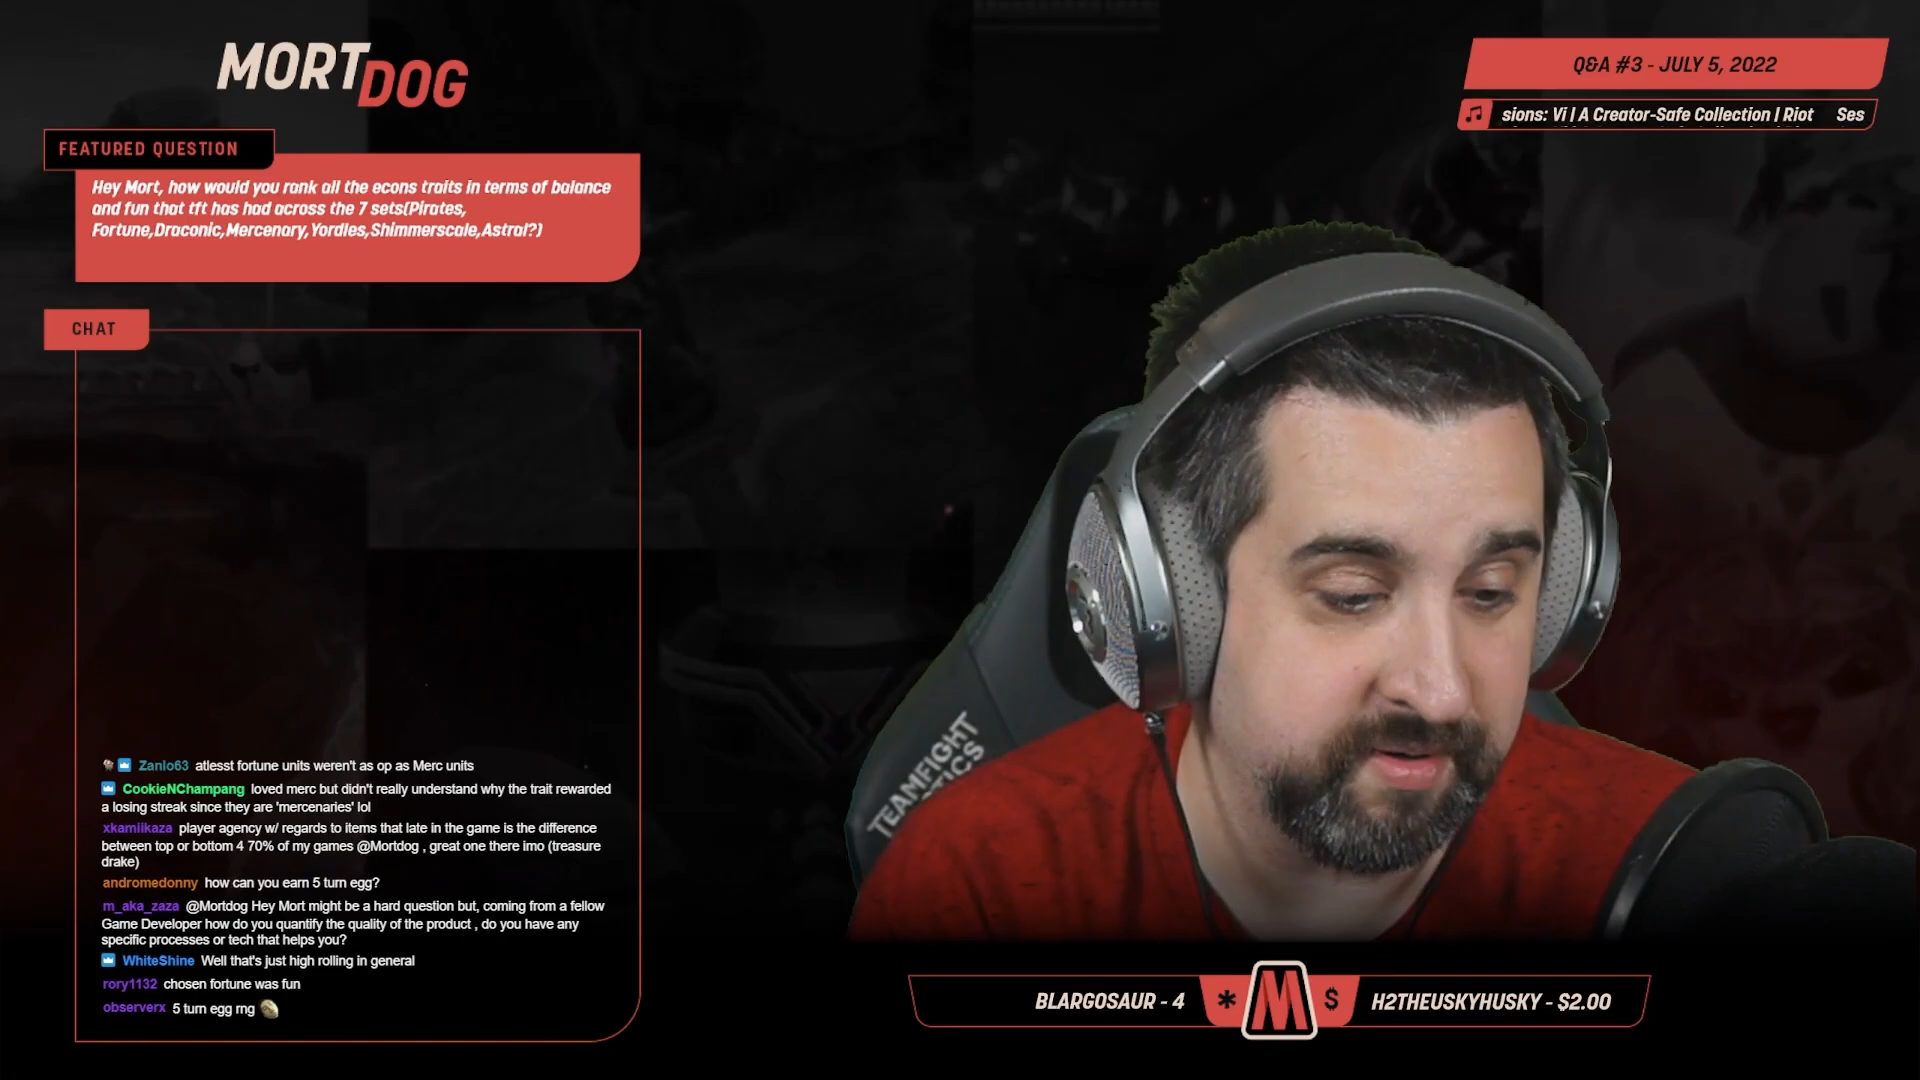 MORTDOG
Q&A #3 - JULY 5, 2022
sions: Vi | A Creator-Safe Collection | Riot Ses
FEATURED QUESTION
Hey Mort, how would you rank all the econs traits in terms of balance
and fun that tft has had across the 7 sets(Pirates,
Fortune,Draconic,Mercenary,Yordles,Shimmerscale,Astral?)
CHAT
Zanlo63 atlesst fortune units weren't as op as Merc units
CookieNChampang loved merc but didn't really understand why the trait rewarded
a losing streak since they are 'mercenaries' lol
xkamiikaza player agency w/ regards to items that late in the game is the difference
between top or bottom 4 70% of my games @Mortdog , great one there imo (treasure
drake)
andromedonny how can you earn 5 turn egg?
m_aka_zaza @Mortdog Hey Mort might be a hard question but, coming from a fellow
Game Developer how do you quantify the quality of the product , do you have any
specific processes or tech that helps you?
WhiteShine Well that's just high rolling in general
rory1132 chosen fortune was fun
observerx 5 turn egg rng
TEAMFIGHT
TICS
BLARGOSAUR - 4 * M $ H2THEUSKYHUSKY - $2.00